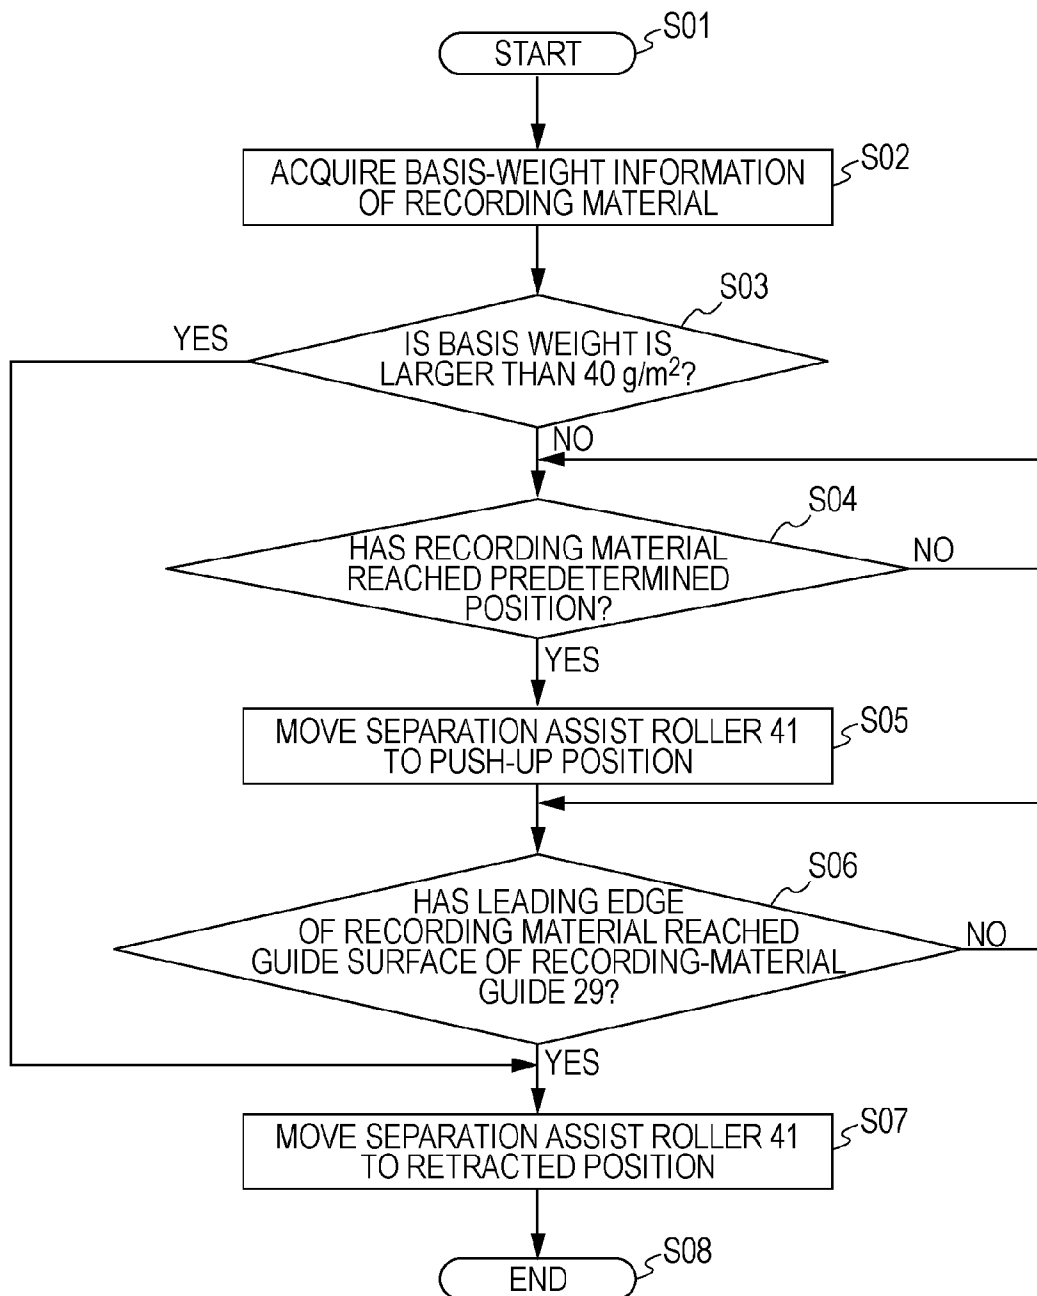 START
S01
ACQUIRE BASIS-WEIGHT INFORMATION
OF RECORDING MATERIAL
S02
S03
YES
IS BASIS WEIGHT IS
LARGER THAN 40 g/m²?
NO
S04
HAS RECORDING MATERIAL
REACHED PREDETERMINED
POSITION?
NO
YES
MOVE SEPARATION ASSIST ROLLER 41
TO PUSH-UP POSITION
S05
S06
HAS LEADING EDGE
OF RECORDING MATERIAL REACHED
GUIDE SURFACE OF RECORDING-MATERIAL
GUIDE 29?
NO
YES
MOVE SEPARATION ASSIST ROLLER 41
TO RETRACTED POSITION
S07
END
S08